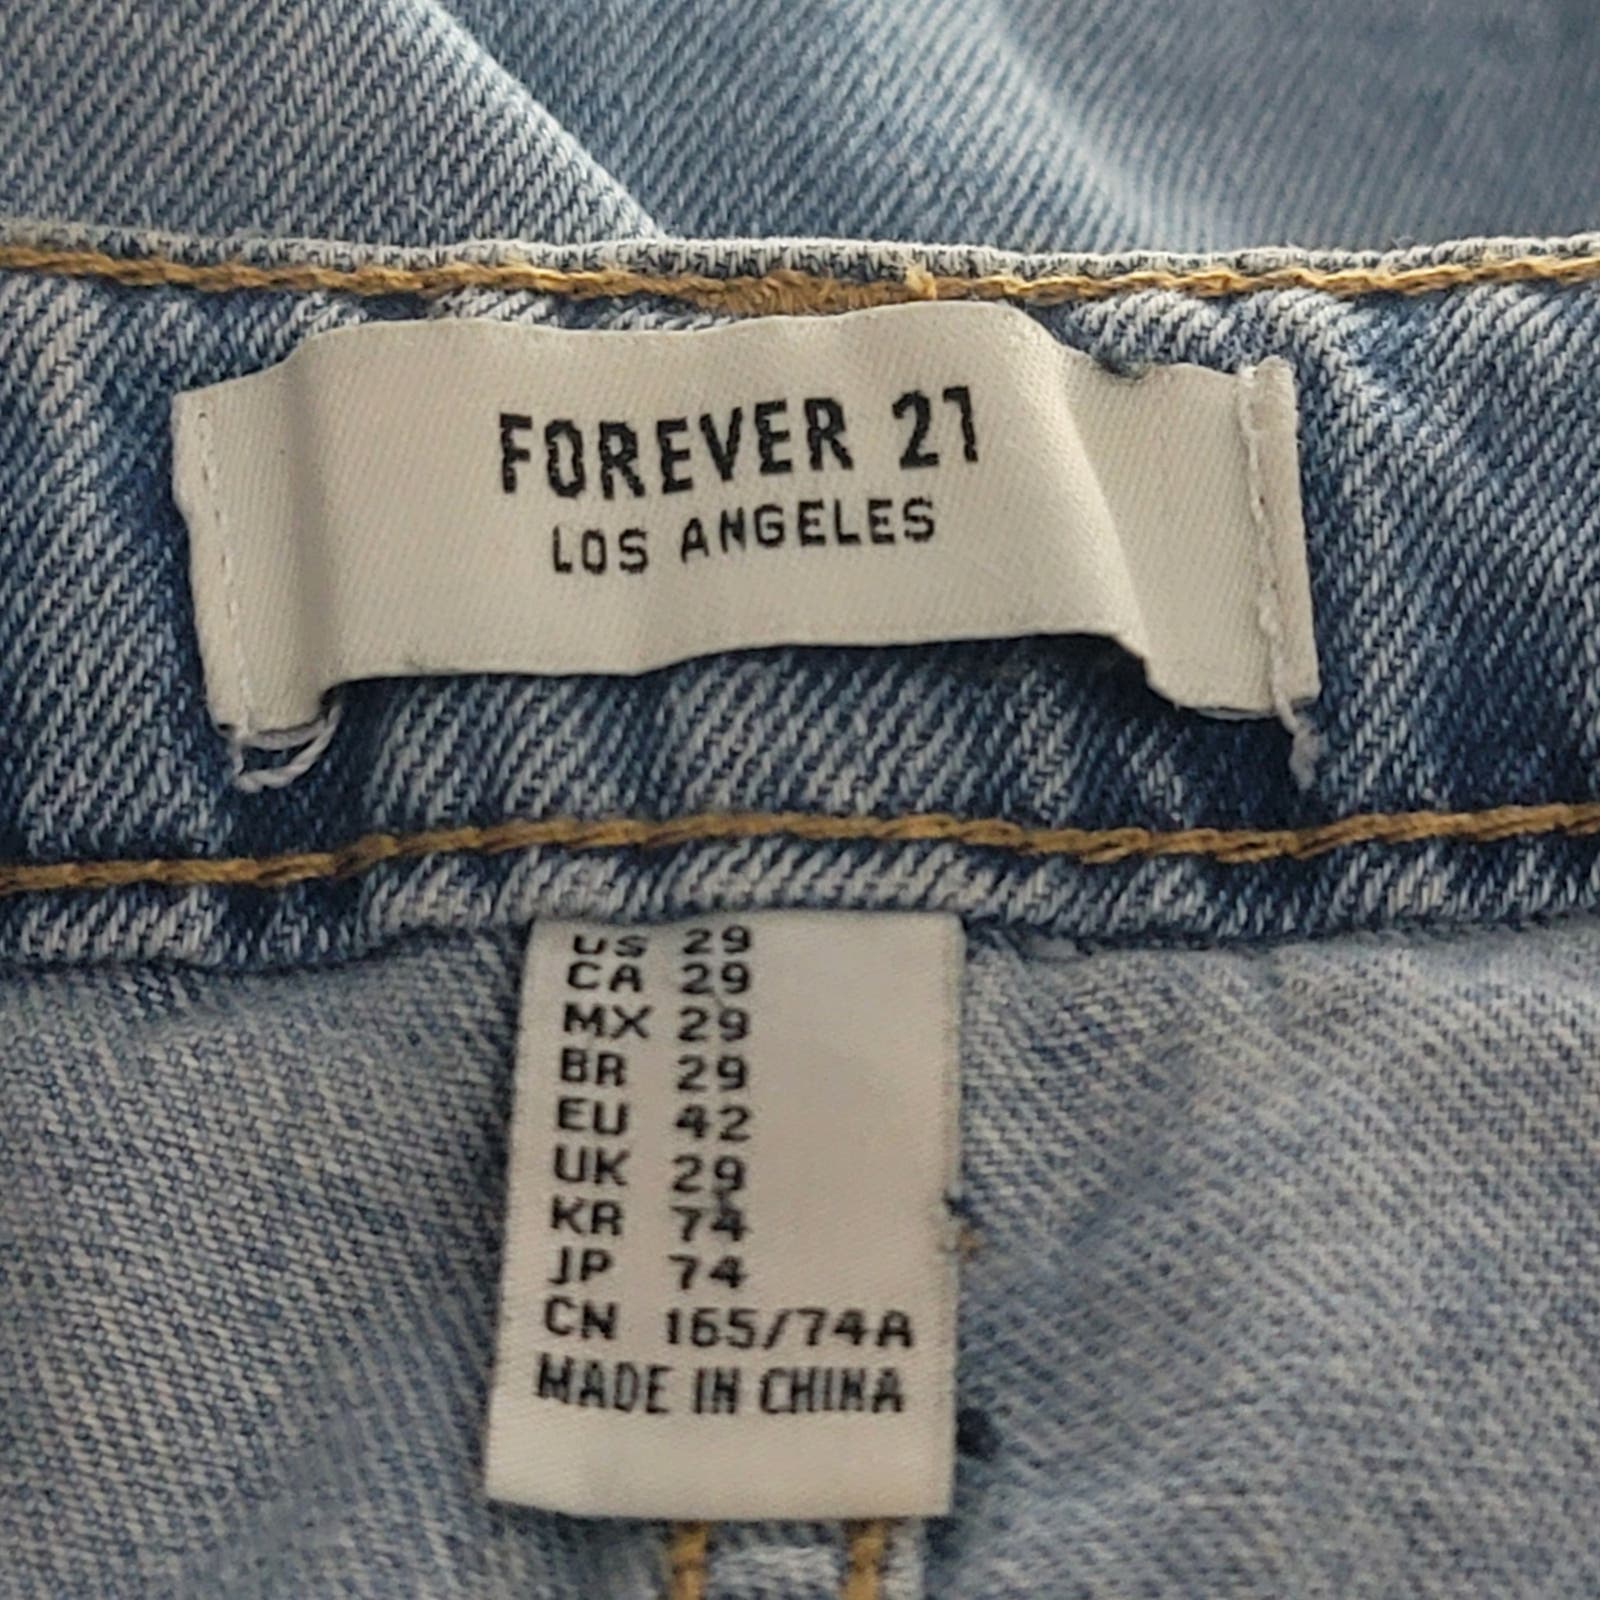 FOREVER 21
LOS ANGELES
US 29
CA 29
MX 29
BR 29
EU 42
UK 29
KR 74
JP 74
CN 165/74A
MADE IN CHINA